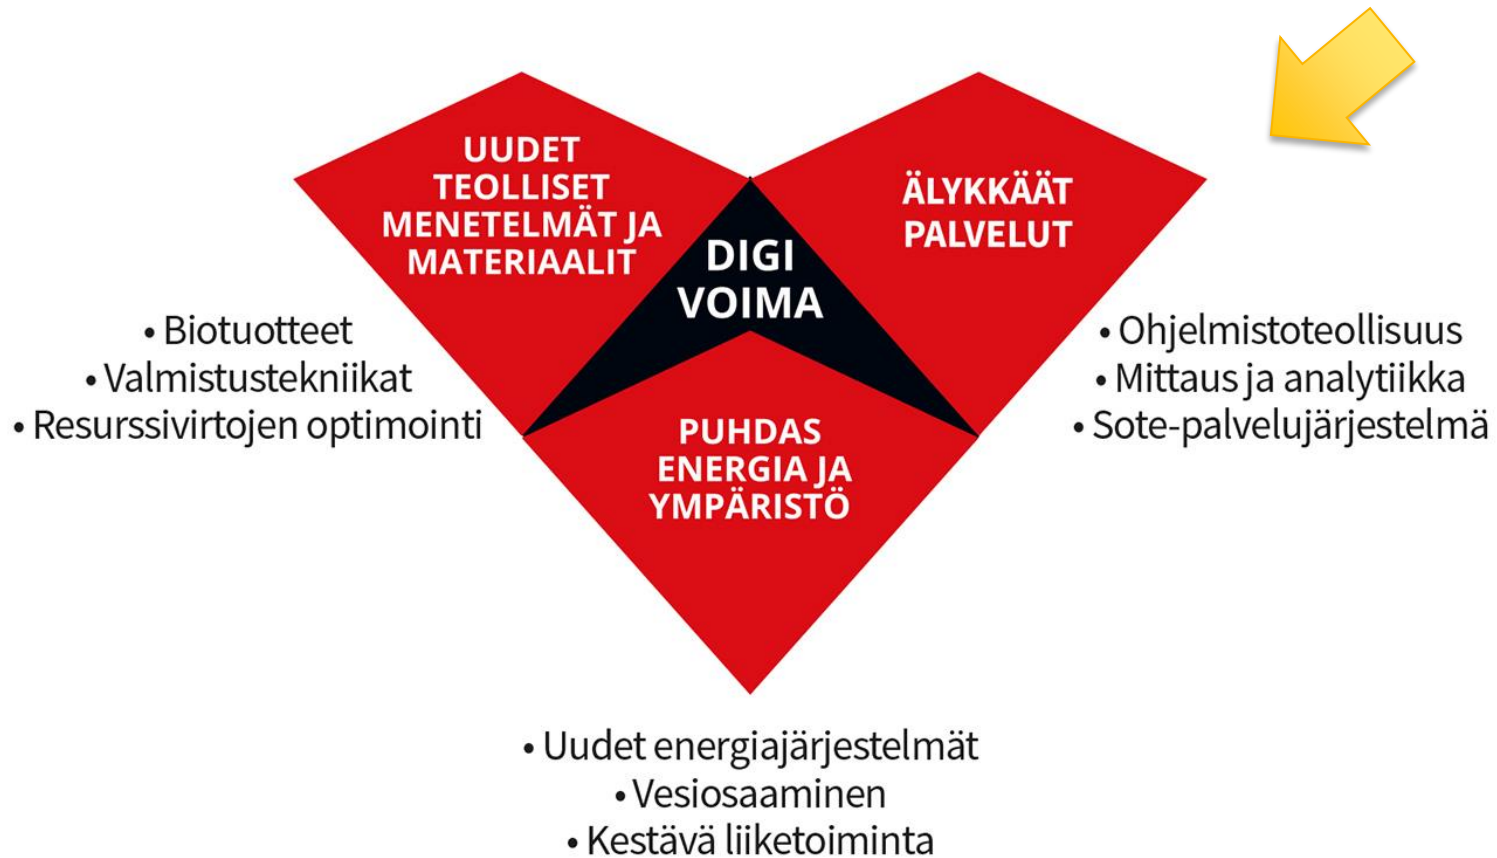 UUDET
TEOLLISET
MENETELMÄT JA
MATERIAALIT
ÄLYKKÄÄT
PALVELUT
DIGI
VOIMA
• Biotuotteet
• Valmistustekniikat
• Resurssivirtojen optimointi
• Ohjelmistoteollisuus
• Mittaus ja analytiikka
• Sote-palvelujärjestelmä
PUHDAS
ENERGIA JA
YMPÄRISTÖ
• Uudet energiajärjestelmät
• Vesiosaaminen
• Kestävä liiketoiminta